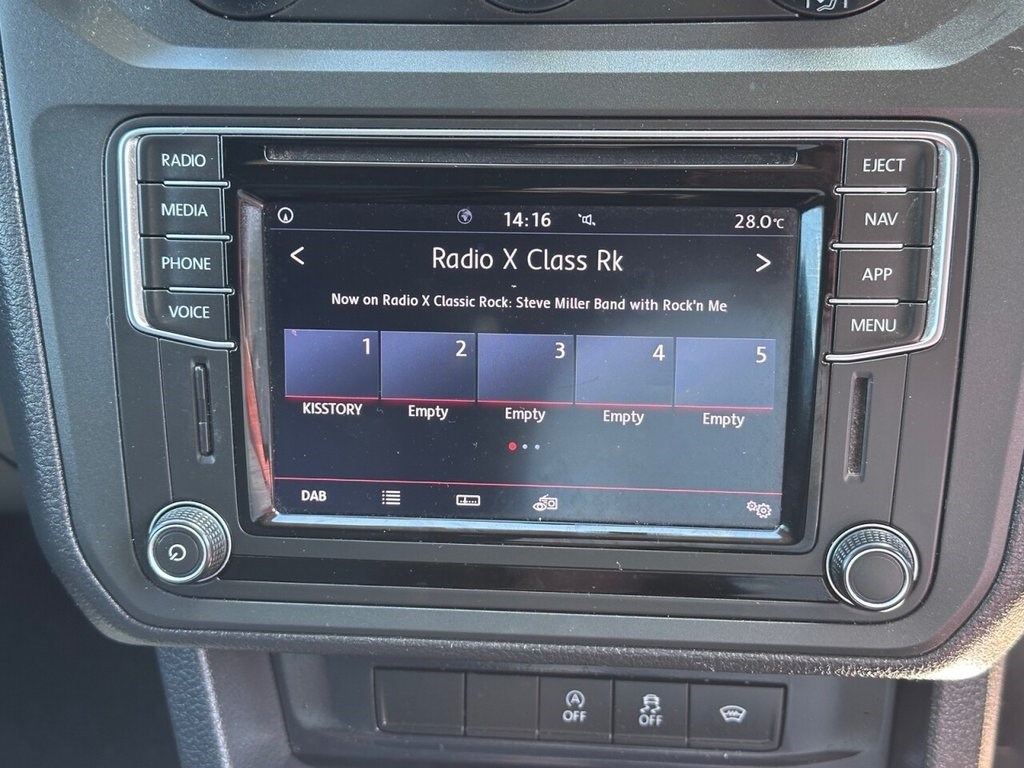 RADIO
MEDIA
PHONE
VOICE
EJECT
NAV
APP
MENU
14:16
28.0°C
< Radio X Class Rk >
Now on Radio X Classic Rock: Steve Miller Band with Rock'n Me
1 2 3 4 5
KISSTORY Empty Empty Empty Empty
DAB
A
OFF
OFF